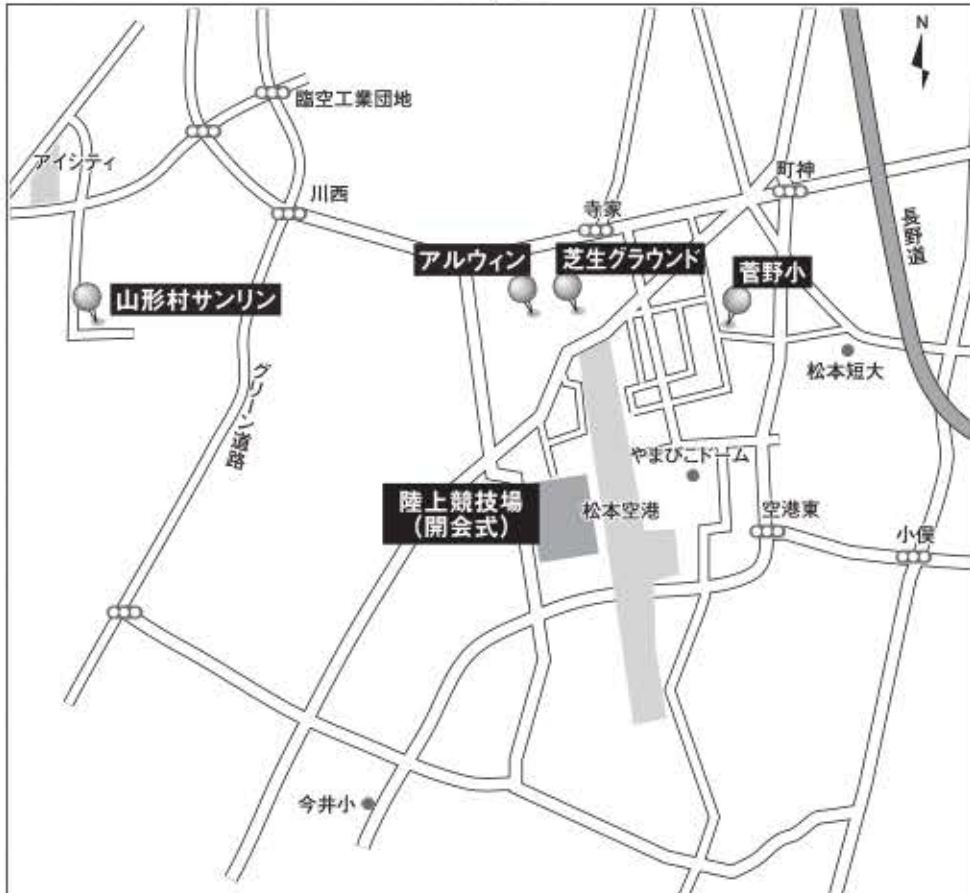 N
臨空工業団地
アイシティ
町神
川西
寺家
長野道
アルウィン
芝生グラウンド
菅野小
山形村サンリン
松本短大
グリーン道路
やまびこドーム
陸上競技場
(開会式)
松本空港
空港東
小俣
今井小